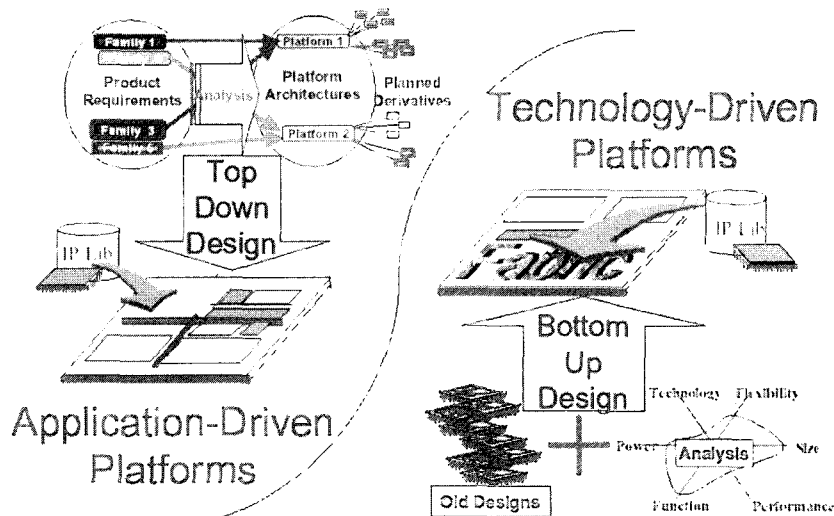 Family 1
Platform 1
Product
Requirements
Analysis
Platform
Architectures
Planned
Derivatives
Family 3
Platform 2
Top
Down
Design
IP Lab
Application-Driven
Platforms
Technology-Driven
Platforms
IP Lab
Fabric
Bottom
Up
Design
Old Designs
Technology
Flexibility
Power
Analysis
Size
Function
Performance